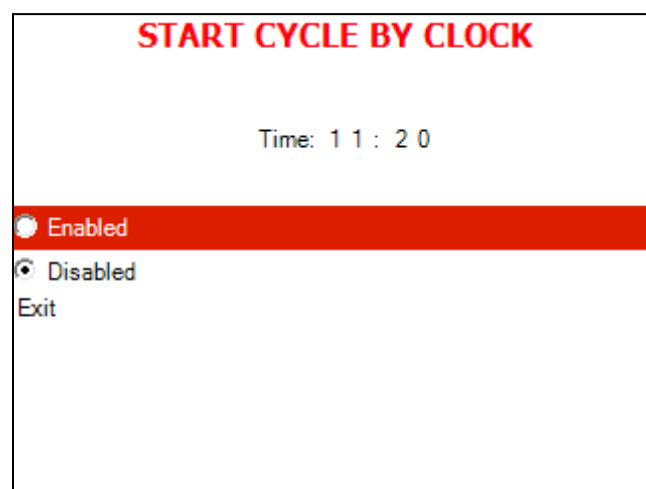 START CYCLE BY CLOCK
Time: 1 1 : 2 0
Enabled
Disabled
Exit